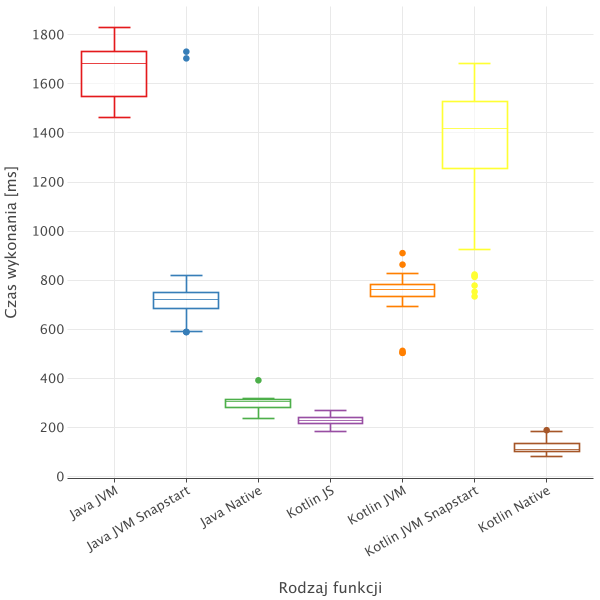 1800
1600
1400
1200
1000
800
600
400
200
0
Czas wykonania [ms]
Java JVM
Java JVM Snapstart
Java Native
Kotlin JS
Kotlin JVM
Kotlin JVM Snapstart
Kotlin Native
Rodzaj funkcji